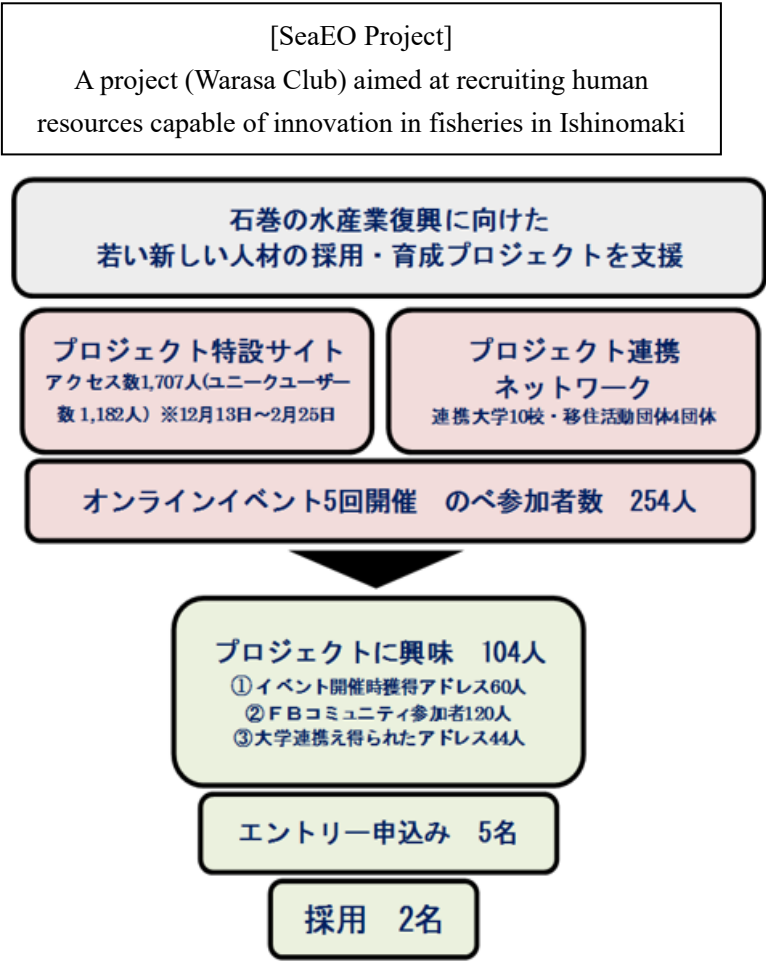 [SeaEO Project]
A project (Warasa Club) aimed at recruiting human
resources capable of innovation in fisheries in Ishinomaki
石巻の水産業復興に向けた
若い新しい人材の採用・育成プロジェクトを支援
プロジェクト特設サイト
アクセス数1,707人(ユニークユーザー
数 1,182人）※12月13日～2月25日
プロジェクト連携
ネットワーク
連携大学10校・移住活動団体4団体
オンラインイベント5回開催　のべ参加者数　254人
プロジェクトに興味　104人
①イベント開催時獲得アドレス60人
②ＦＢコミュニティ参加者120人
③大学連携え得られたアドレス44人
エントリー申込み　5名
採用　2名